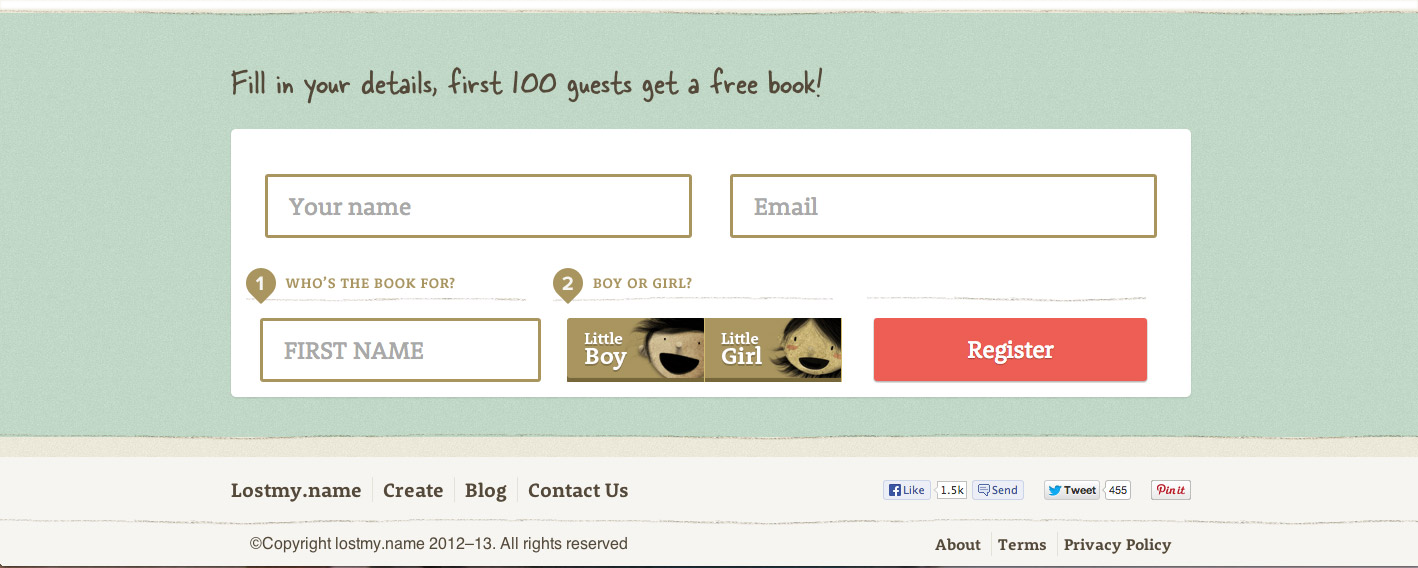 Fill in your details, first 100 guests get a free book!
Your name
Email
1 WHO'S THE BOOK FOR?
2 BOY OR GIRL?
FIRST NAME
Little
Boy
Little
Girl
Register
Lostmy.name Create Blog Contact Us
Like 1.5k Send Tweet 455 Pin it
©Copyright lostmy.name 2012–13. All rights reserved
About Terms Privacy Policy